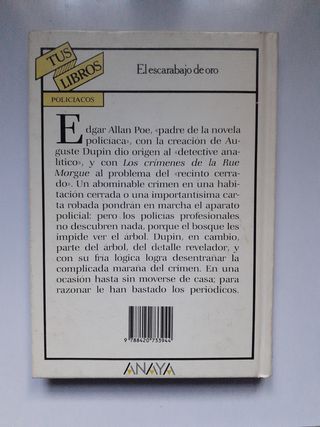 TUS
LIBROS
POLICIACOS
El escarabajo de oro
Edgar Allan Poe, «padre de la novela
policiaca», con la creación de Au-
guste Dupin dio origen al «detective ana-
lítico», y con Los crímenes de la Rue
Morgue al problema del «recinto cerra-
do». Un abominable crimen en una habi-
tación cerrada o una importantísima car-
ta robada pondrán en marcha el aparato
policial: pero los policías profesionales
no descubren nada, porque el bosque les
impide ver el árbol. Dupin, en cambio,
parte del árbol, del detalle revelador, y
con su fría lógica logra desentrañar la
complicada maraña del crimen. En una
ocasión hasta sin moverse de casa; para
razonar le han bastado los periódicos.
9 788420 733944
ANAYA